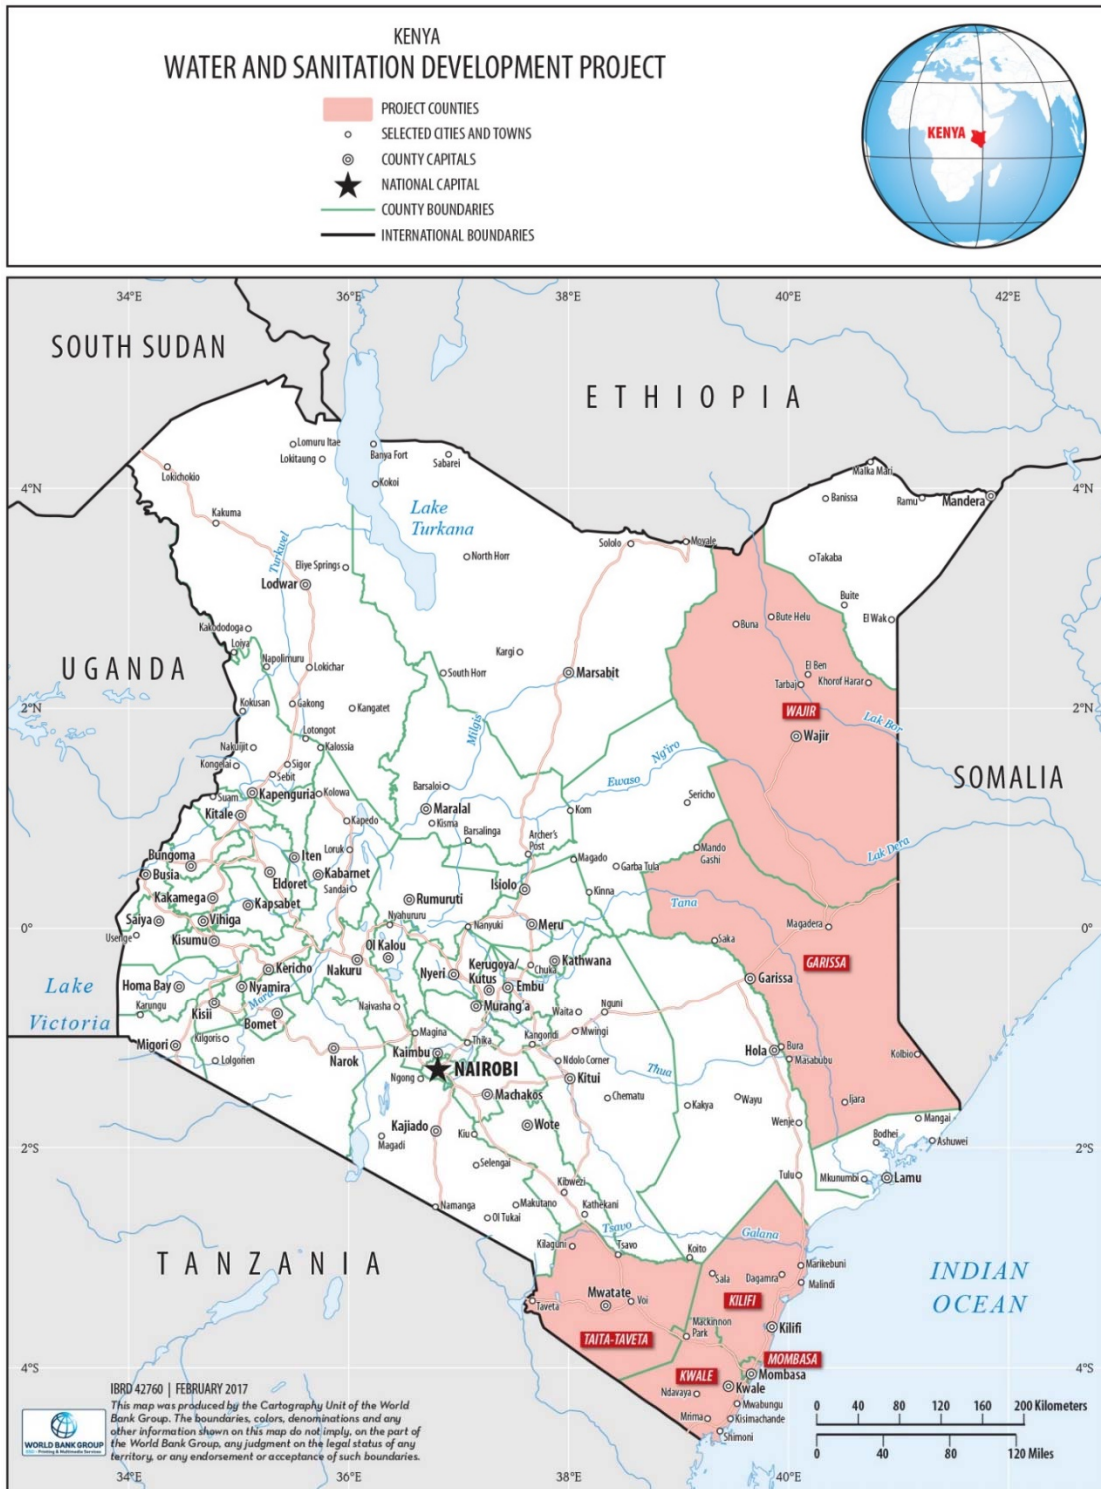 KENYA
WATER AND SANITATION DEVELOPMENT PROJECT
PROJECT COUNTIES
SELECTED CITIES AND TOWNS
COUNTY CAPITALS
NATIONAL CAPITAL
COUNTY BOUNDARIES
INTERNATIONAL BOUNDARIES
KENYA
34°E
36°E
38°E
40°E
42°E
SOUTH SUDAN
ETHIOPIA
Lomuru Itae
Lokitaung
Banya Fort
Sabarei
Malka Mari
Lokichokio
Kokoi
4°N
4°N
Banissa
Ramu
Mandera
Lake
Turkana
Kakuma
Turkwel
Sololo
Moyale
North Horr
Takaba
Eliye Springs
Lodwar
Buite
El Wak
Kakododoga
Buna
Bute Helu
Loiya
UGANDA
Napolimuru
Lokichar
Kargi
South Horr
Marsabit
El Ben
Tarbaj
Khorof Harar
Kokusan
Gakong
Kangatet
2°N
2°N
WAJIR
Lak Bor
Milgis
Lotongot
Nakuijit
Kalossia
Wajir
Ng'iro
Ewaso
Kongelai
Sigor
Sebit
SOMALIA
Suam
Kapenguria
Kolowa
Barsaloi
Sericho
Kitale
Maralal
Kom
Kisma
Kapedo
Barsalinga
Archer's
Post
Lak Dera
Bungoma
Iten
Loruk
Magado
Mando
Gashi
Garba Tula
Busia
Eldoret
Kabarnet
Sandai
Isiolo
Kinna
Kakamega
Kapsabet
Rumuruti
Tana
Saiya
Vihiga
Nyahururu
Nanyuki
Meru
Magadera
0°
0°
Usenge
Kisumu
Ol Kalou
Saka
GARISSA
Kericho
Nakuru
Nyeri
Kerugoya/
Kutus
Chuka
Kathwana
Garissa
Lake
Victoria
Homa Bay
Nyamira
Embu
Karungu
Kisii
Mara
Bomet
Naivasha
Murang'a
Waita
Nguni
Migori
Kilgoris
Magina
Thika
Kangondi
Mwingi
Lolgorien
Narok
Kaimbu
Ndolo Corner
Hola
Bura
Masabubu
Kolbio
NAIROBI
Ngong
Kitui
Thua
Machakos
Chematu
Kakya
Wayu
Ijara
Kajiado
Kiu
Wote
Wenje
Mangai
Magadi
Bodhei
Ashuwei
2°S
2°S
Selengai
Kibwezi
Tulu
Mkunumbi
Lamu
Namanga
Makutano
Kathekani
Ol Tukai
Tsavo
Galana
TANZANIA
Kilaguni
Tsavo
Koito
Marikebuni
Sala
Dagamra
Malindi
INDIAN
OCEAN
Mwatate
Voi
KILIFI
Taveta
Kilifi
TAITA-TAVETA
Mackinnon
Park
MOMBASA
4°S
4°S
KWALE
Mombasa
Kwale
Ndavaya
Mwabungu
Mrima
Kisimachande
Shimoni
IBRD 42760 | FEBRUARY 2017
This map was produced by the Cartography Unit of the World
Bank Group. The boundaries, colors, denominations and any
other information shown on this map do not imply, on the part of
the World Bank Group, any judgment on the legal status of any
territory, or any endorsement or acceptance of such boundaries.
WORLD BANK GROUP
Printing & Multimedia Services
0 40 80 120 160 200 Kilometers
0 40 80 120 Miles
34°E
36°E
38°E
40°E